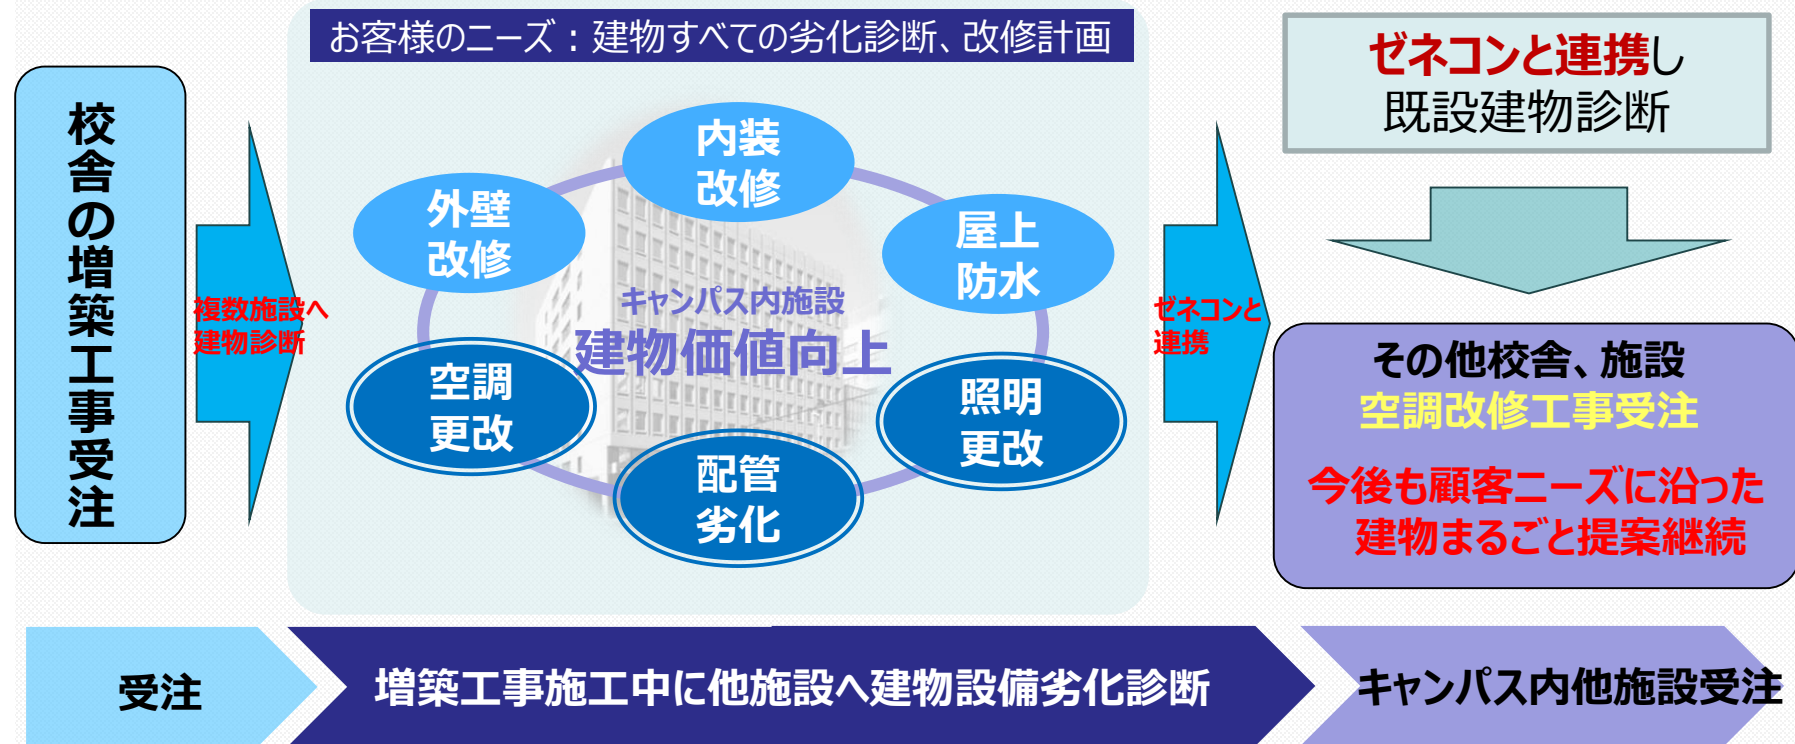 お客様のニーズ：建物すべての劣化診断、改修計画
校舎の増築工事受注
複数施設へ
建物診断
内装
改修
外壁
改修
屋上
防水
キャンパス内施設
建物価値向上
空調
更改
照明
更改
配管
劣化
ゼネコンと
連携
ゼネコンと連携し
既設建物診断
その他校舎、施設
空調改修工事受注
今後も顧客ニーズに沿った
建物まるごと提案継続
受注
増築工事施工中に他施設へ建物設備劣化診断
キャンパス内他施設受注